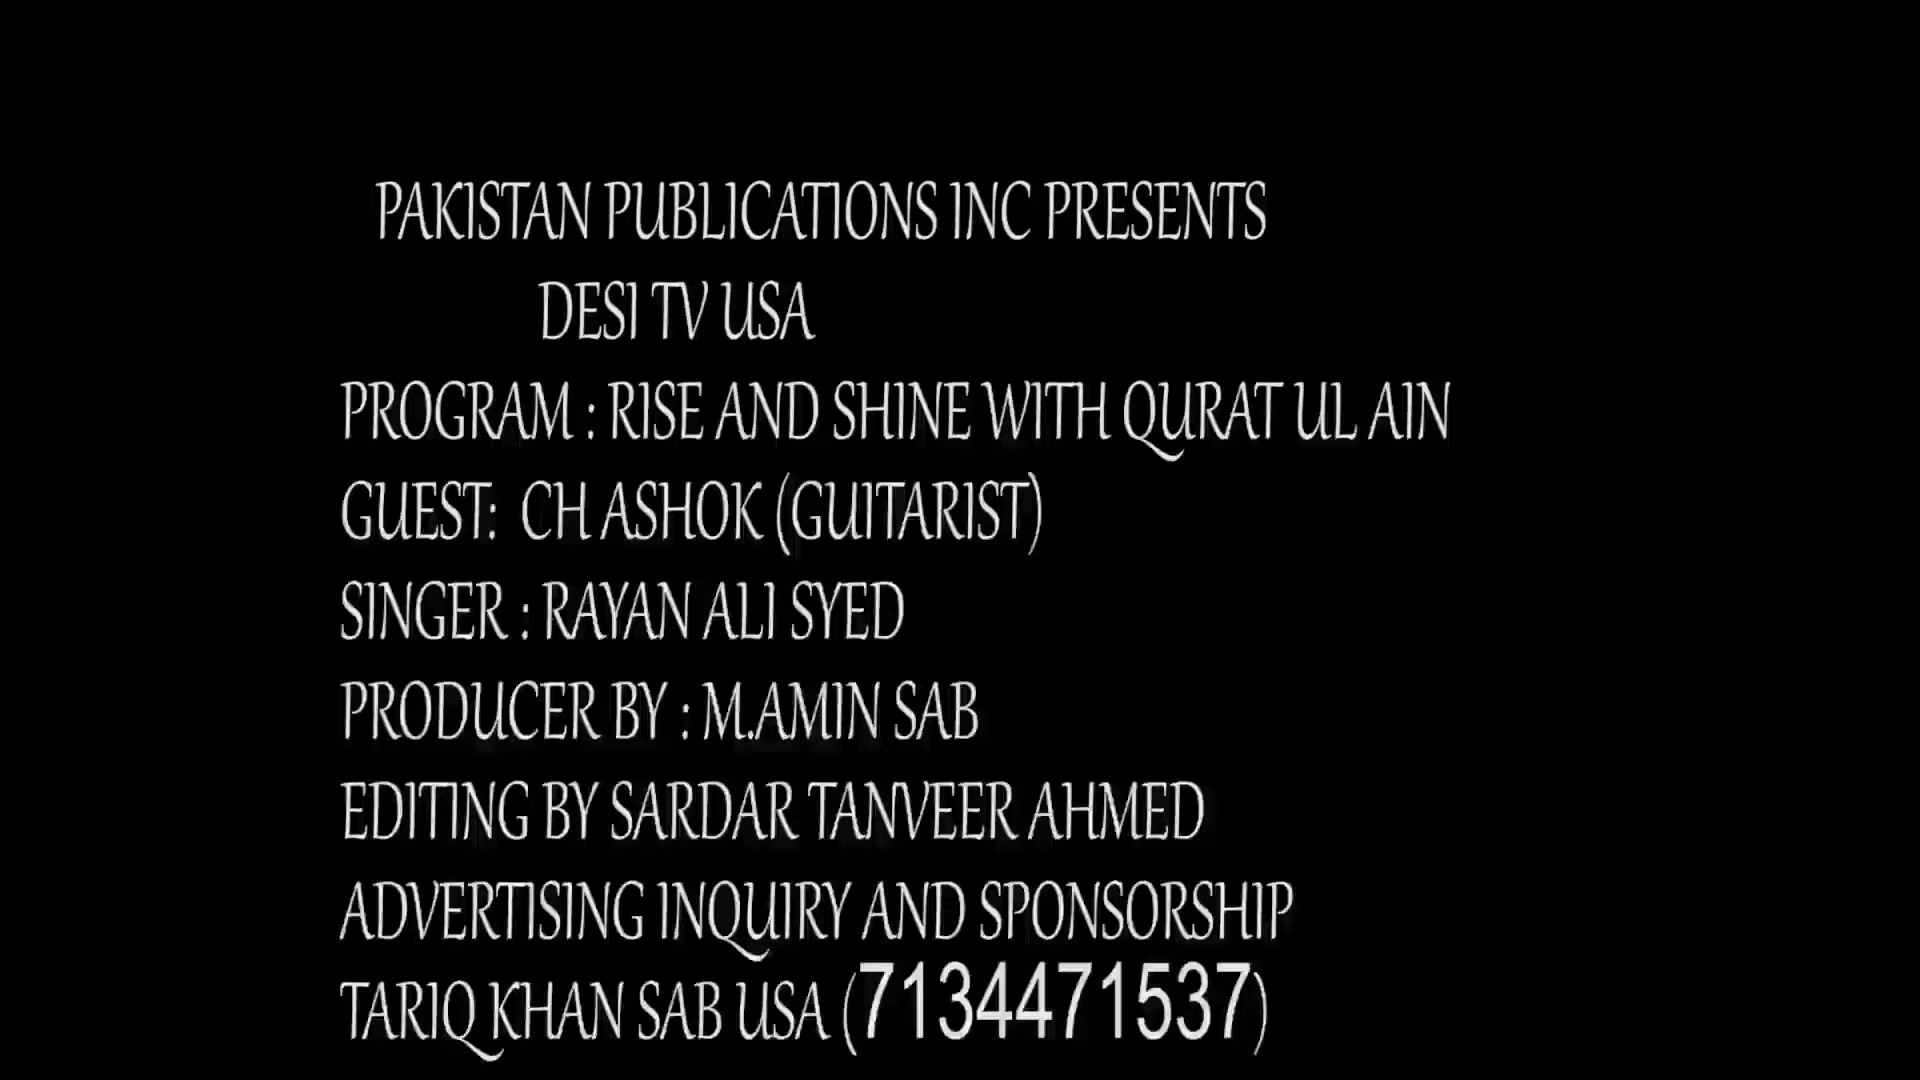 PAKISTAN PUBLICATIONS INC PRESENTS
DESI TV USA
PROGRAM : RISE AND SHINE WITH QURAT UL AIN
GUEST: CH ASHOK (GUITARIST)
SINGER : RAYAN ALI SYED
PRODUCER BY : M.AMIN SAB
EDITING BY SARDAR TANVEER AHMED
ADVERTISING INQUIRY AND SPONSORSHIP
TARIQ KHAN SAB USA (7134471537)